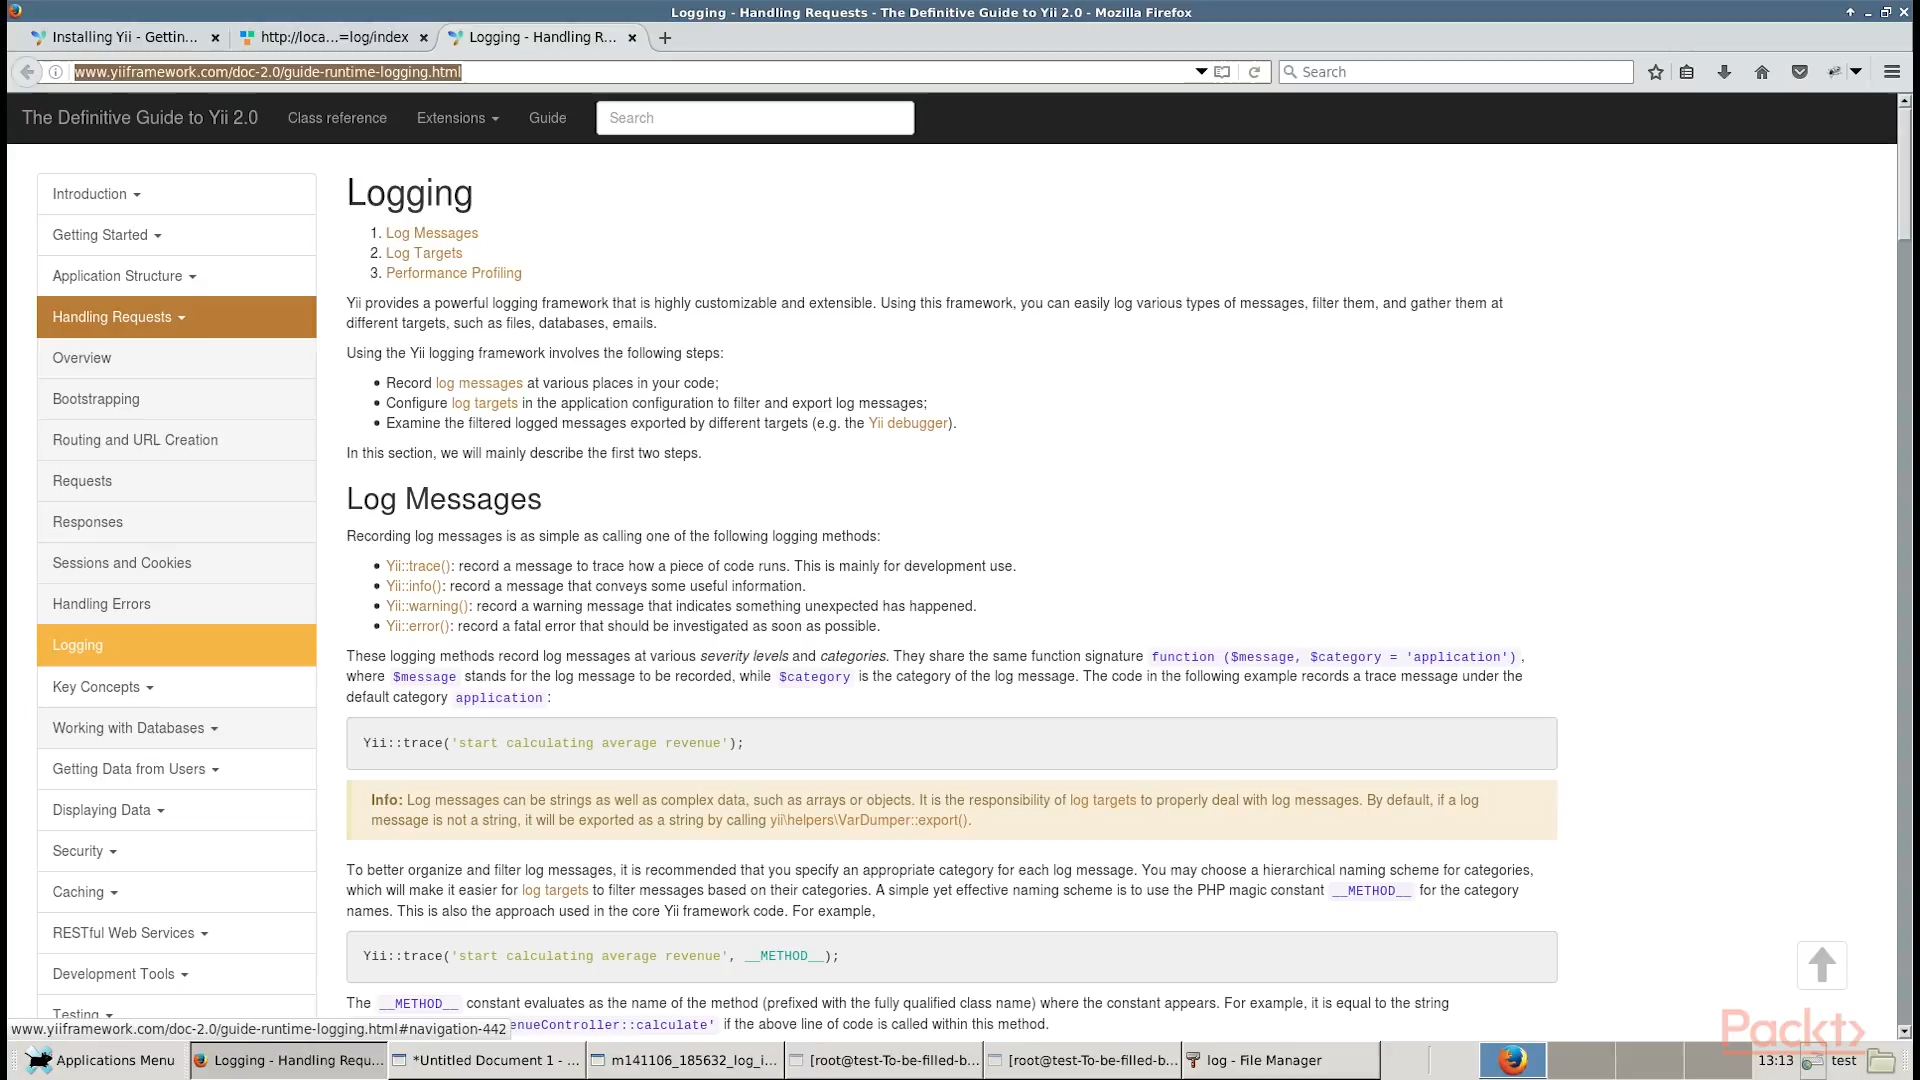 Logging - Handling Requests - The Definitive Guide to Yii 2.0 - Mozilla Firefox
Installing Yii - Gettin... × http://loca...=log/index × Logging - Handling R... × +
www.yiiframework.com/doc-2.0/guide-runtime-logging.html Search
The Definitive Guide to Yii 2.0 Class reference Extensions Guide Search
Introduction
Getting Started
Application Structure
Handling Requests
Overview
Bootstrapping
Routing and URL Creation
Requests
Responses
Sessions and Cookies
Handling Errors
Logging
Key Concepts
Working with Databases
Getting Data from Users
Displaying Data
Security
Caching
RESTful Web Services
Development Tools
Testing
Logging
1. Log Messages
2. Log Targets
3. Performance Profiling
Yii provides a powerful logging framework that is highly customizable and extensible. Using this framework, you can easily log various types of messages, filter them, and gather them at
different targets, such as files, databases, emails.
Using the Yii logging framework involves the following steps:
• Record log messages at various places in your code;
• Configure log targets in the application configuration to filter and export log messages;
• Examine the filtered logged messages exported by different targets (e.g. the Yii debugger).
In this section, we will mainly describe the first two steps.
Log Messages
Recording log messages is as simple as calling one of the following logging methods:
• Yii::trace(): record a message to trace how a piece of code runs. This is mainly for development use.
• Yii::info(): record a message that conveys some useful information.
• Yii::warning(): record a warning message that indicates something unexpected has happened.
• Yii::error(): record a fatal error that should be investigated as soon as possible.
These logging methods record log messages at various severity levels and categories. They share the same function signature function ($message, $category = 'application') ,
where $message stands for the log message to be recorded, while $category is the category of the log message. The code in the following example records a trace message under the
default category application :
Yii::trace('start calculating average revenue');
Info: Log messages can be strings as well as complex data, such as arrays or objects. It is the responsibility of log targets to properly deal with log messages. By default, if a log
message is not a string, it will be exported as a string by calling yii\helpers\VarDumper::export().
To better organize and filter log messages, it is recommended that you specify an appropriate category for each log message. You may choose a hierarchical naming scheme for categories,
which will make it easier for log targets to filter messages based on their categories. A simple yet effective naming scheme is to use the PHP magic constant __METHOD__ for the category
names. This is also the approach used in the core Yii framework code. For example,
Yii::trace('start calculating average revenue', __METHOD__);
The __METHOD__ constant evaluates as the name of the method (prefixed with the fully qualified class name) where the constant appears. For example, it is equal to the string
enueController::calculate' if the above line of code is called within this method.
www.yiiframework.com/doc-2.0/guide-runtime-logging.html#navigation-442
Packt>
Applications Menu Logging - Handling Requ... *Untitled Document 1 - ... m141106_185632_log_i... [root@test-To-be-filled-b... [root@test-To-be-filled-b... log - File Manager 13:13 test